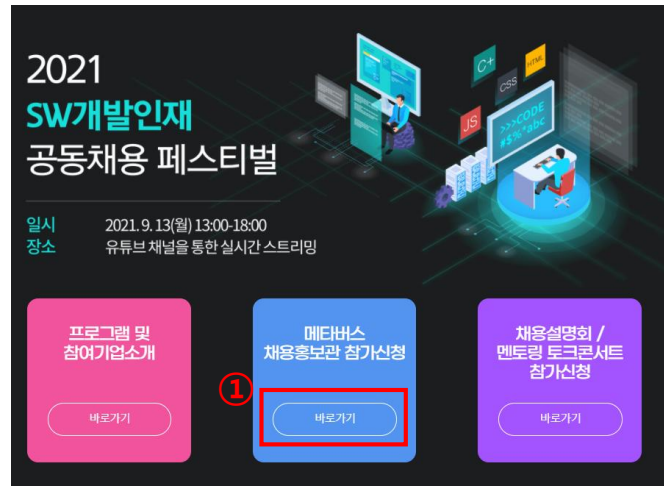 2021
SW개발인재
공동채용 페스티벌
일시 2021. 9. 13(월) 13:00-18:00
장소 유튜브 채널을 통한 실시간 스트리밍
C+
HTML
CSS
JS
>>>CODE
#$%*abc
프로그램 및
참여기업소개
바로가기
메타버스
채용홍보관 참가신청
①
바로가기
채용설명회 /
멘토링 토크콘서트
참가신청
바로가기